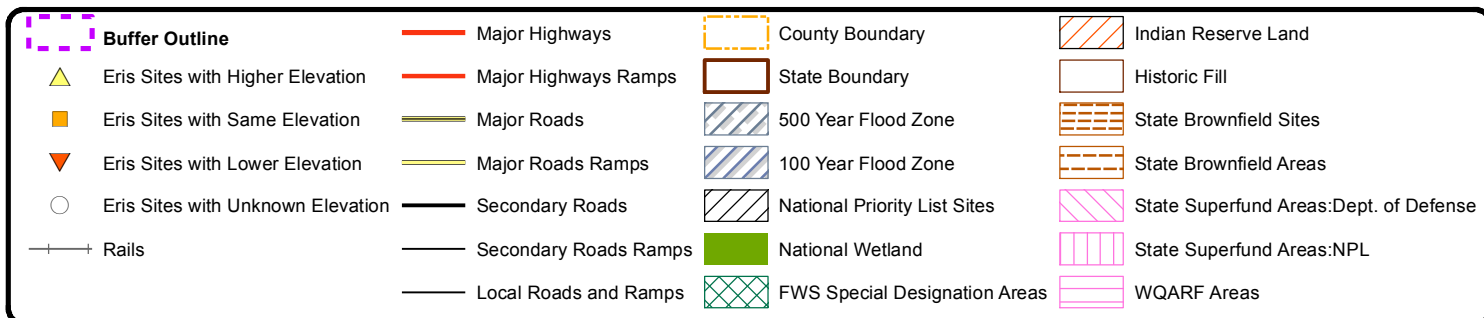 Buffer Outline
Eris Sites with Higher Elevation
Eris Sites with Same Elevation
Eris Sites with Lower Elevation
Eris Sites with Unknown Elevation
Rails
Major Highways
Major Highways Ramps
Major Roads
Major Roads Ramps
Secondary Roads
Secondary Roads Ramps
Local Roads and Ramps
County Boundary
State Boundary
500 Year Flood Zone
100 Year Flood Zone
National Priority List Sites
National Wetland
FWS Special Designation Areas
Indian Reserve Land
Historic Fill
State Brownfield Sites
State Brownfield Areas
State Superfund Areas:Dept. of Defense
State Superfund Areas:NPL
WQARF Areas